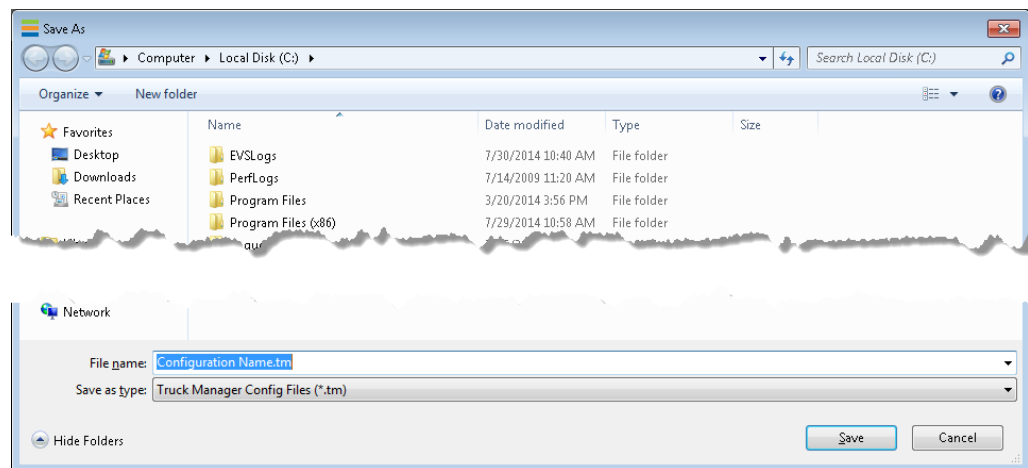 Save As
Computer ▸ Local Disk (C:) ▸
Search Local Disk (C:)
Organize
New folder
Favorites
Desktop
Downloads
Recent Places
Name Date modified Type Size
EVSLogs 7/30/2014 10:40 AM File folder
PerfLogs 7/14/2009 11:20 AM File folder
Program Files 3/20/2014 3:56 PM File folder
Program Files (x86) 7/29/2014 10:58 AM File folder
Network
File name: Configuration Name.tm
Save as type: Truck Manager Config Files (*.tm)
Hide Folders
Save
Cancel